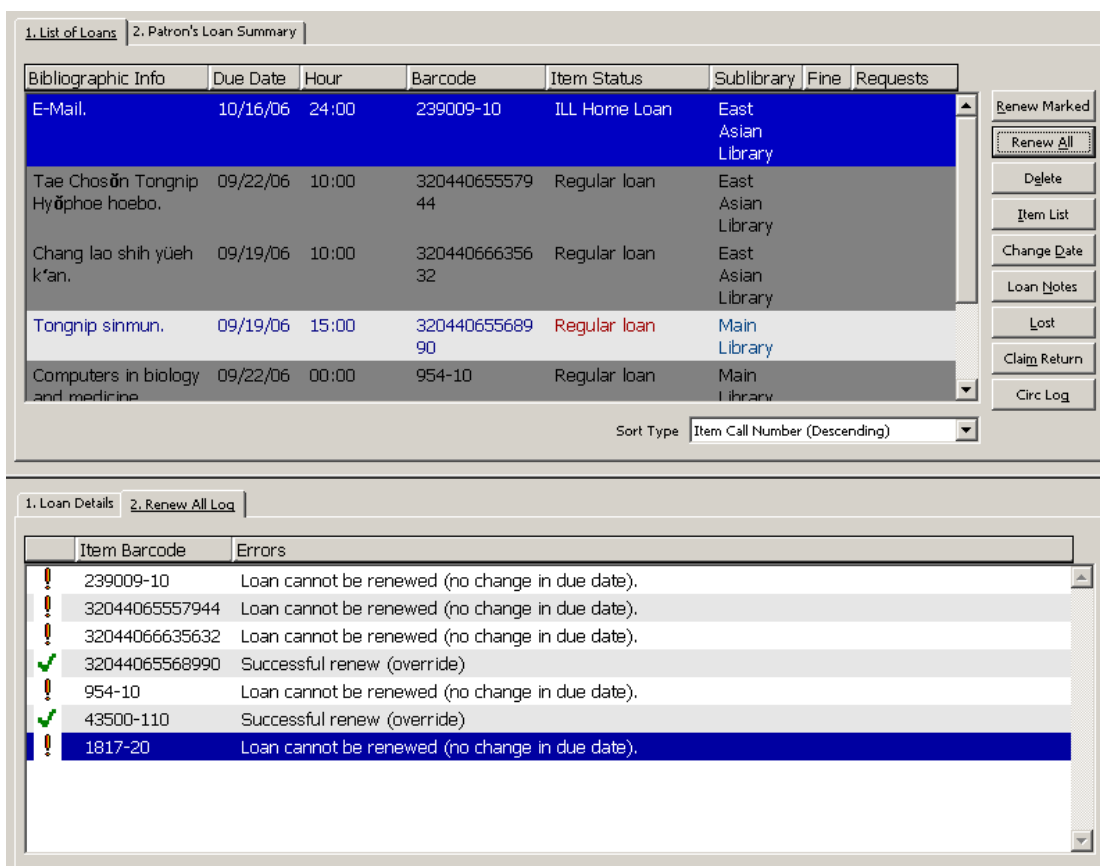 1. List of Loans 2. Patron's Loan Summary
Bibliographic Info Due Date Hour Barcode Item Status Sublibrary Fine Requests
E-Mail. 10/16/06 24:00 239009-10 ILL Home Loan East
Asian
Library
Tae Chosŏn Tongnip 09/22/06 10:00 320440655579 Regular loan East
Hyŏphoe hoebo. 44 Asian
Library
Chang lao shih yüeh 09/19/06 10:00 320440666356 Regular loan East
kʻan. 32 Asian
Library
Tongnip sinmun. 09/19/06 15:00 320440655689 Regular loan Main
90 Library
Computers in biology 09/22/06 00:00 954-10 Regular loan Main
and medicine Library
Renew Marked
Renew All
Delete
Item List
Change Date
Loan Notes
Lost
Claim Return
Circ Log
Sort Type Item Call Number (Descending)
1. Loan Details 2. Renew All Log
Item Barcode Errors
239009-10 Loan cannot be renewed (no change in due date).
32044065557944 Loan cannot be renewed (no change in due date).
32044066635632 Loan cannot be renewed (no change in due date).
32044065568990 Successful renew (override)
954-10 Loan cannot be renewed (no change in due date).
43500-110 Successful renew (override)
1817-20 Loan cannot be renewed (no change in due date).